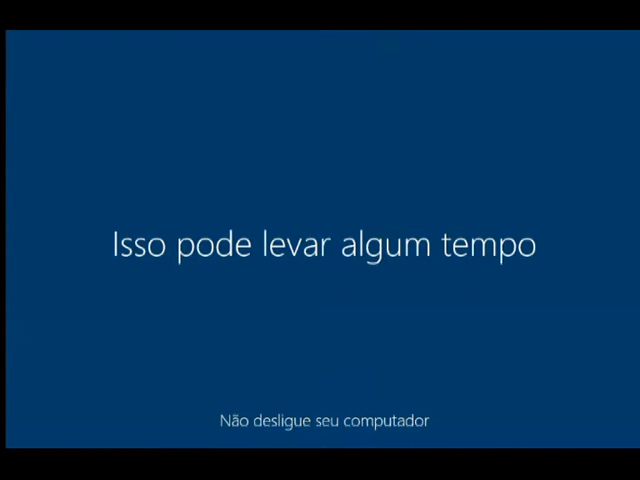 Isso pode levar algum tempo
Não desligue seu computador